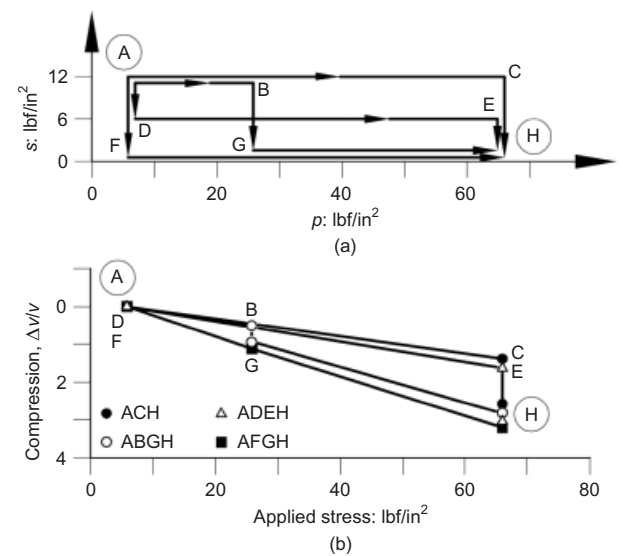 A
s: lbf/in²
12
6
0
B
C
D
E
F
G
H
0
20
40
60
p: lbf/in²
(a)
A
Compression, Δv/v
0
2
4
D
F
B
G
C
E
H
ACH
ADEH
ABGH
AFGH
0
20
40
60
80
Applied stress: lbf/in²
(b)